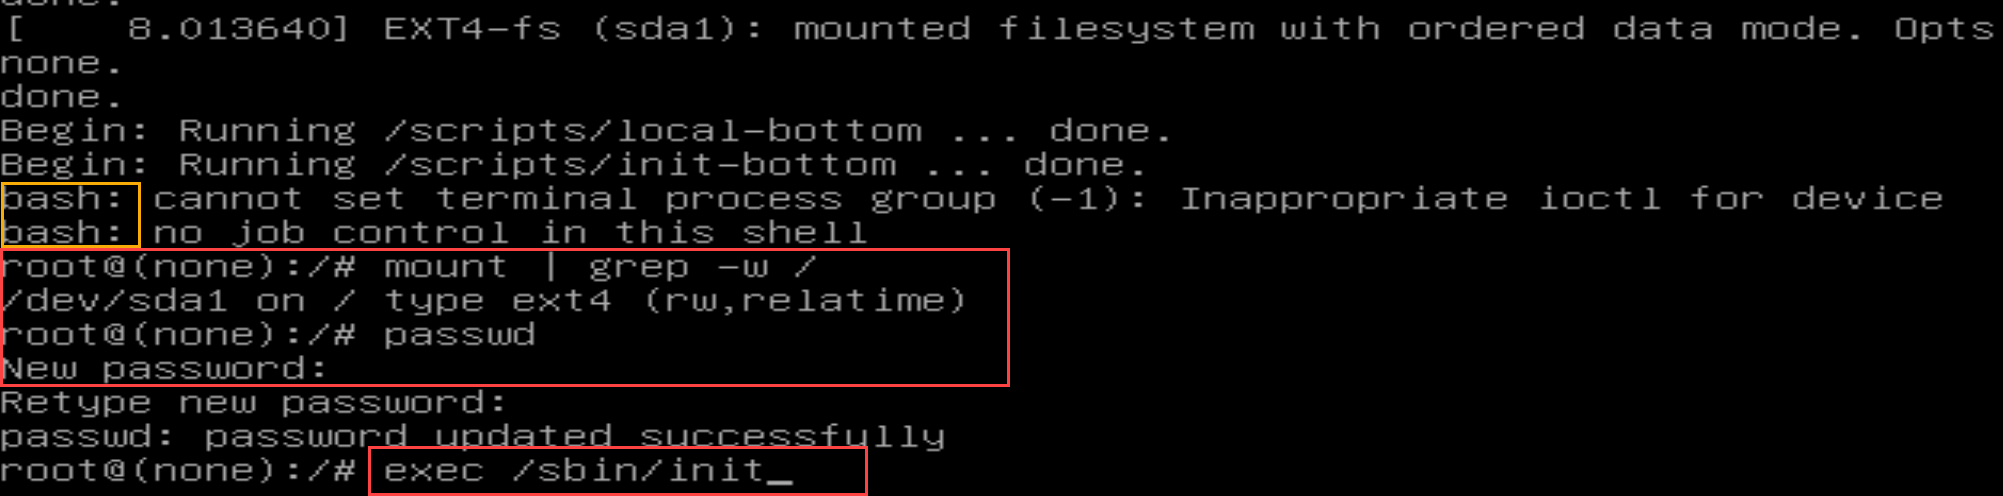 done.
[    8.013640] EXT4-fs (sda1): mounted filesystem with ordered data mode. Opts
none.
done.
Begin: Running /scripts/local-bottom ... done.
Begin: Running /scripts/init-bottom ... done.
bash: cannot set terminal process group (-1): Inappropriate ioctl for device
bash: no job control in this shell
root@(none):/# mount | grep -w /
/dev/sda1 on / type ext4 (rw,relatime)
root@(none):/# passwd
New password:
Retype new password:
passwd: password updated successfully
root@(none):/# exec /sbin/init_